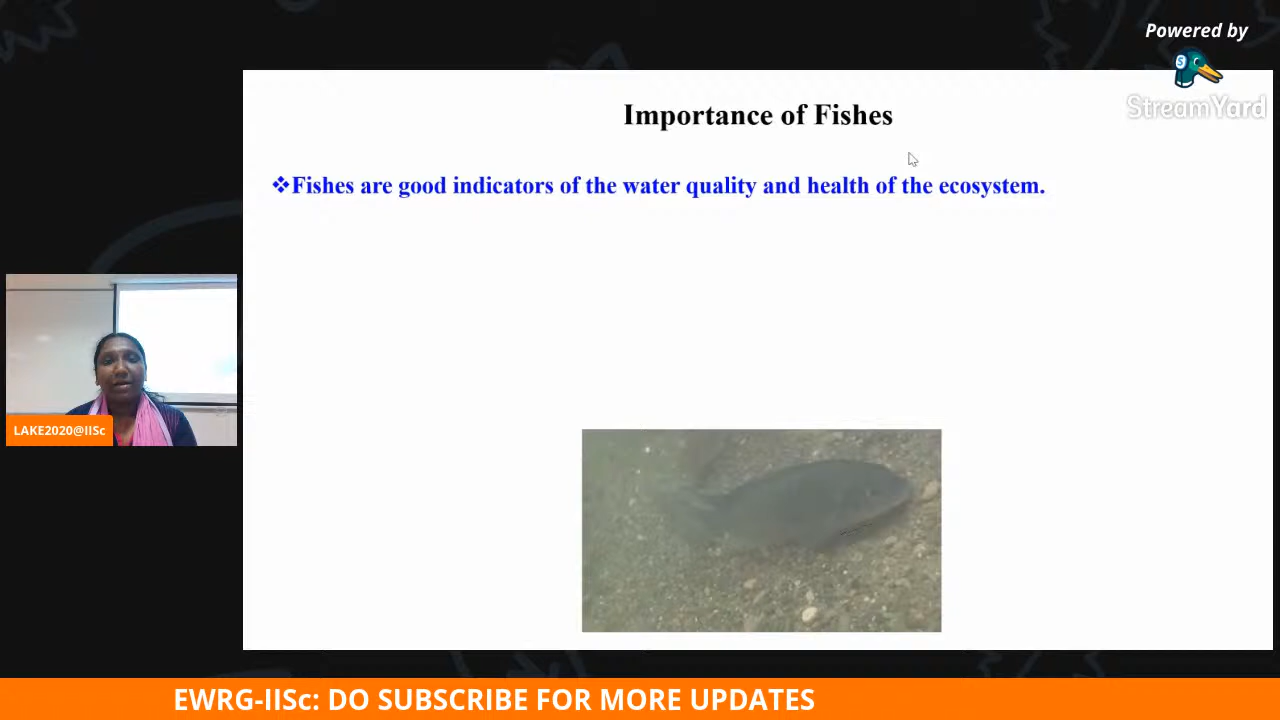 Powered by
StreamYard
Importance of Fishes
❖Fishes are good indicators of the water quality and health of the ecosystem.
LAKE2020@IISc
EWRG-IISc: DO SUBSCRIBE FOR MORE UPDATES